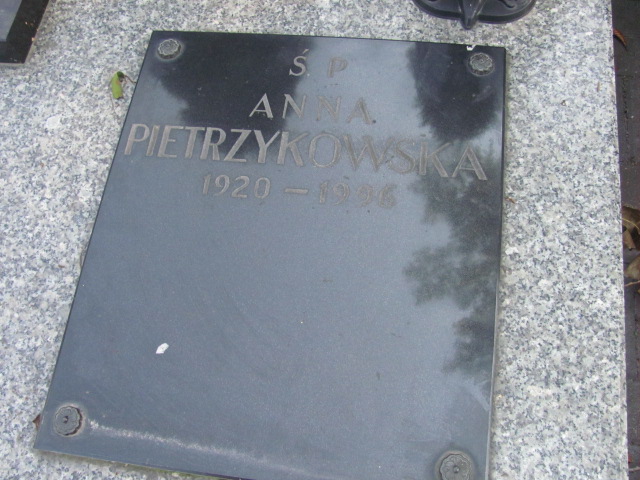 Ś. P.
ANNA
PIETRZYKOWSKA
1920 – 1996